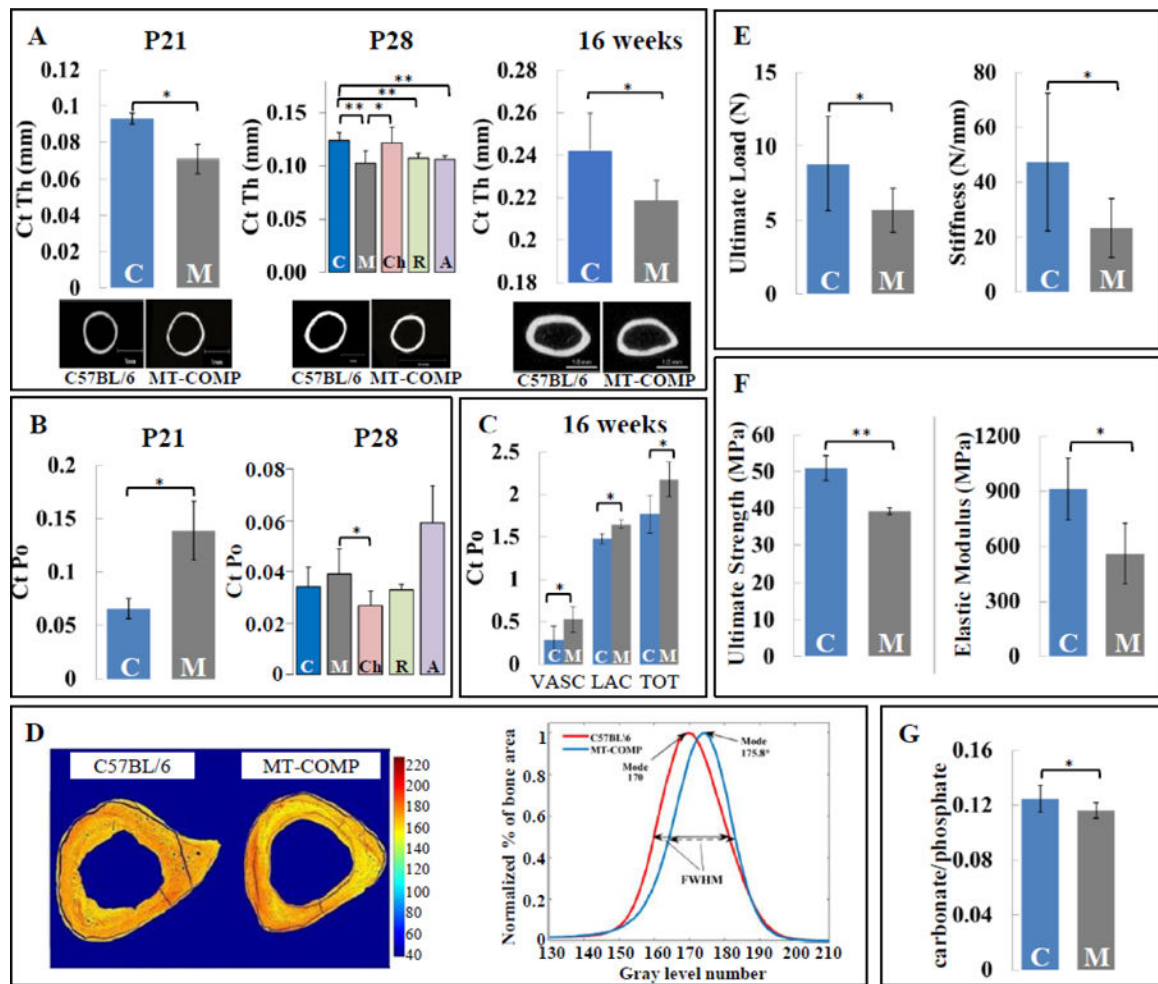 A
P21
P28
16 weeks
Ct Th (mm)
0.12
0.1
0.08
0.06
0.04
0.02
0
*
C
M
Ct Th (mm)
0.15
0.10
0.15
0.00
**
**
** *
C
M
Ch
R
A
Ct Th (mm)
0.28
0.26
0.24
0.22
0.2
0.18
*
C
M
C57BL/6
MT-COMP
C57BL/6
MT-COMP
C57BL/6
MT-COMP
B
P21
P28
Ct Po
0.2
0.15
0.1
0.05
0
*
C
M
Ct Po
0.08
0.06
0.04
0.02
0
*
C
M
Ch
R
A
C
16 weeks
Ct Po
2.5
2
1.5
1
0.5
0
*
*
*
C M
C M
C M
VASC LAC TOT
D
C57BL/6
MT-COMP
220
200
180
160
140
120
100
80
60
40
Normalized % of bone area
1
0.8
0.6
0.4
0.2
0
C57BL\6
MT-COMP
Mode
170
Mode
175.8*
FWHM
130 140 150 160 170 180 190 200 210
Gray level number
E
Ultimate Load (N)
15
10
5
0
*
C
M
Stiffness (N/mm)
80
60
40
20
0
*
C
M
F
Ultimate Strength (MPa)
60
50
40
30
20
10
0
**
C
M
Elastic Modulus (MPa)
1200
900
600
300
0
*
C
M
G
carbonate/phosphate
0.16
0.12
0.08
0.04
0
*
C
M